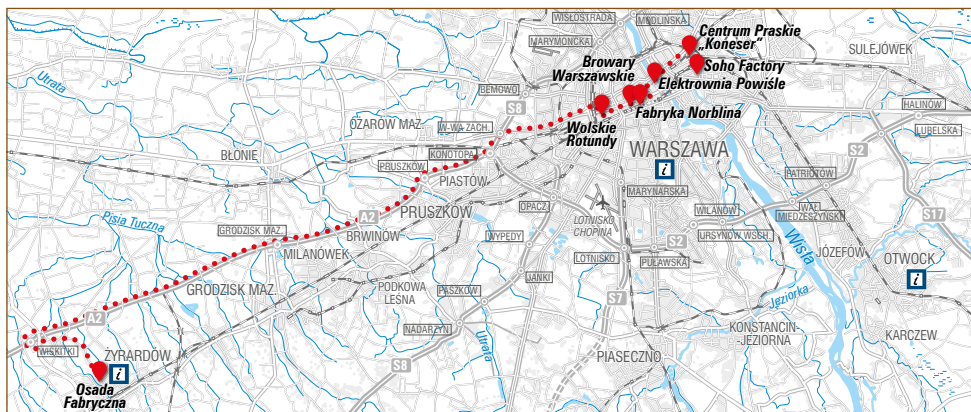 WISŁOSTRADA
MODLIŃSKA
Centrum Praskie
„Koneser”
MARYMONCKA
SULEJÓWEK
Soho Factory
Browary
Warszawskie
Elektrownia Powiśle
Utrata
BEMOWO
S8
HALINÓW
Fabryka Norblina
OŻARÓW MAZ.
W-WA ZACH.
Wolskie
Rotundy
LUBELSKA
BŁONIE
KONOTOPA
WARSZAWA
S2
PRUSZKÓW
i
PATRIOTÓW
PIASTÓW
MARYNARSKA
Pisia Tuczna
PRUSZKÓW
OPACZ
WILANÓW
WAŁ
MIEDZESZYŃSKI
S17
A2
LOTNISKO
CHOPINA
GRODZISK MAZ.
BRWINÓW
WYPĘDY
URSYNÓW WSCH.
Wisła
S2
MILANÓWEK
JÓZEFÓW
OTWOCK
LOTNISKO
PUŁAWSKA
i
JANKI
GRODZISK MAZ.
PODKOWA
LEŚNA
PASZKÓW
Jeziorka
S7
A2
NADARZYN
Utrata
KONSTANCIN-
JEZIORNA
KARCZEW
WISKITKI
ŻYRARDÓW
PIASECZNO
S8
i
Osada
Fabryczna